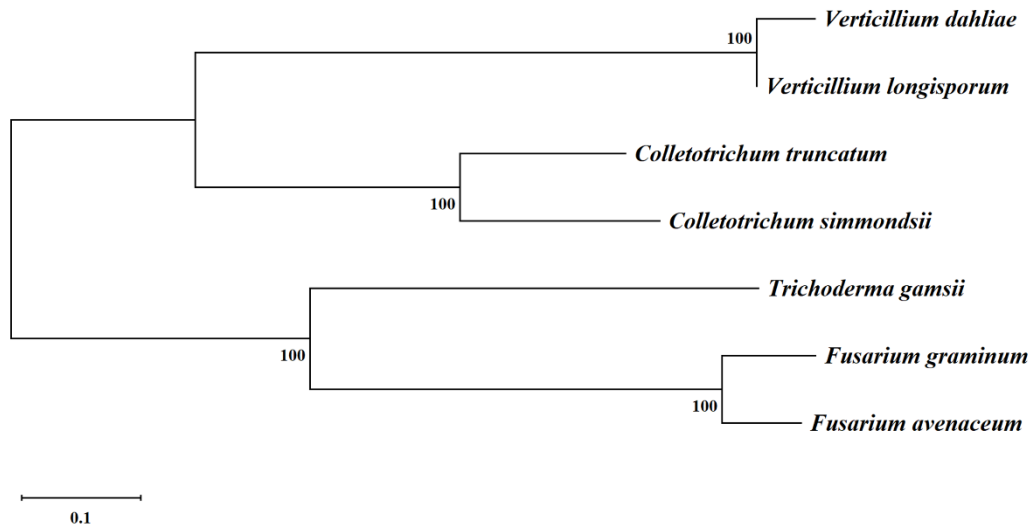 Verticillium dahliae
100
Verticillium longisporum
Colletotrichum truncatum
100
Colletotrichum simmondsii
Trichoderma gamsii
100
Fusarium graminum
100
Fusarium avenaceum
0.1